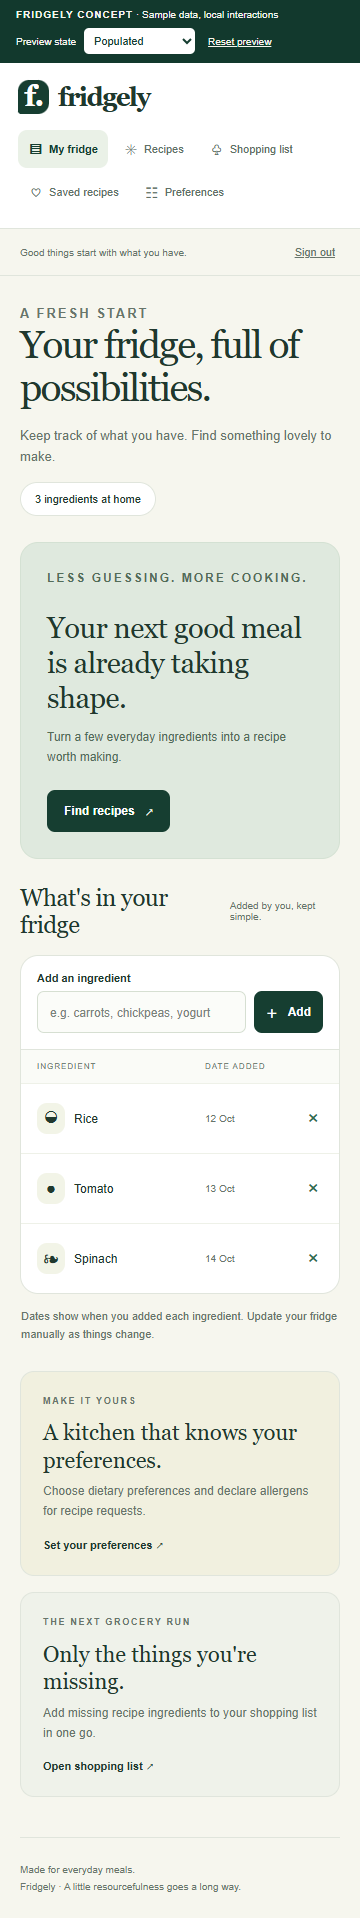 FRIDGELY CONCEPT · Sample data, local interactions
Preview state Populated Reset preview
f. fridgely
My fridge Recipes Shopping list
Saved recipes Preferences
Good things start with what you have. Sign out
A FRESH START
Your fridge, full of
possibilities.
Keep track of what you have. Find something lovely to
make.
3 ingredients at home
LESS GUESSING. MORE COOKING.
Your next good meal
is already taking
shape.
Turn a few everyday ingredients into a recipe
worth making.
Find recipes ↗
What's in your
fridge
Added by you, kept
simple.
Add an ingredient
e.g. carrots, chickpeas, yogurt + Add
INGREDIENT DATE ADDED
Rice 12 Oct ×
Tomato 13 Oct ×
Spinach 14 Oct ×
Dates show when you added each ingredient. Update your fridge
manually as things change.
MAKE IT YOURS
A kitchen that knows your
preferences.
Choose dietary preferences and declare allergens
for recipe requests.
Set your preferences ↗
THE NEXT GROCERY RUN
Only the things you're
missing.
Add missing recipe ingredients to your shopping list
in one go.
Open shopping list ↗
Made for everyday meals.
Fridgely · A little resourcefulness goes a long way.